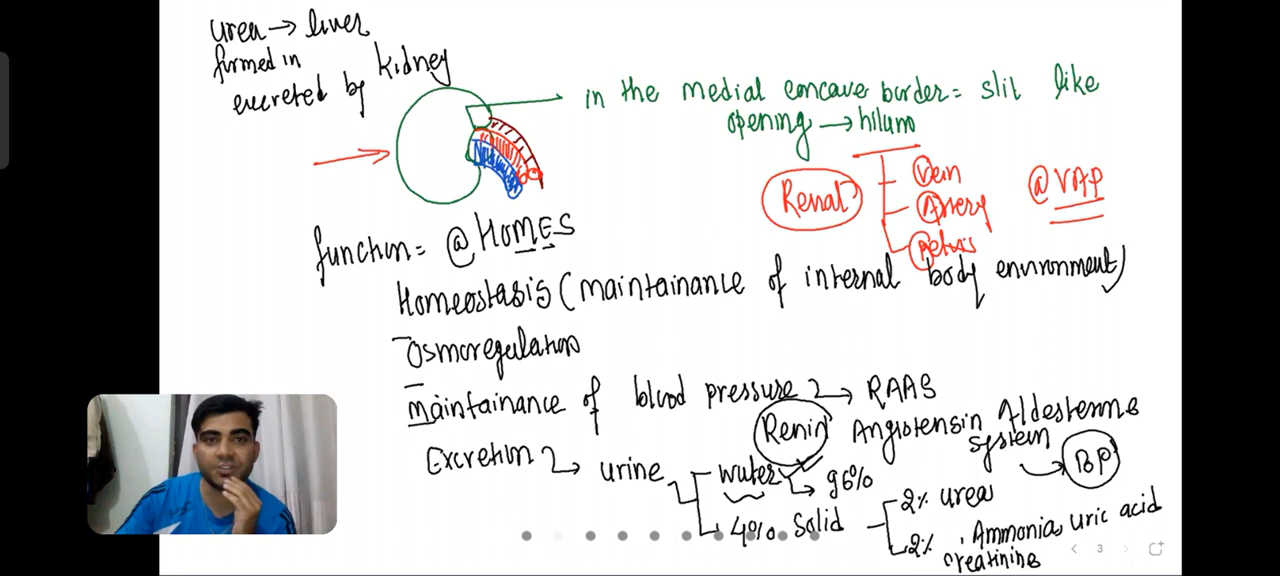 urea → liver
formed in
excreted by kidney
in the medial concave border = slit like
opening → hilum
Renal
Vein
Artery
Pelvis
@ VAP
function = @ HOMES
Homeostasis (maintainance of internal body environment)
Osmoregulation
Maintainance of blood pressure → RAAS
Renin Angiotensin Aldesterone
system → BP
Excretion → urine
water → 96%
4% solid
2% urea
2% , Ammonia, uric acid
creatinine
3